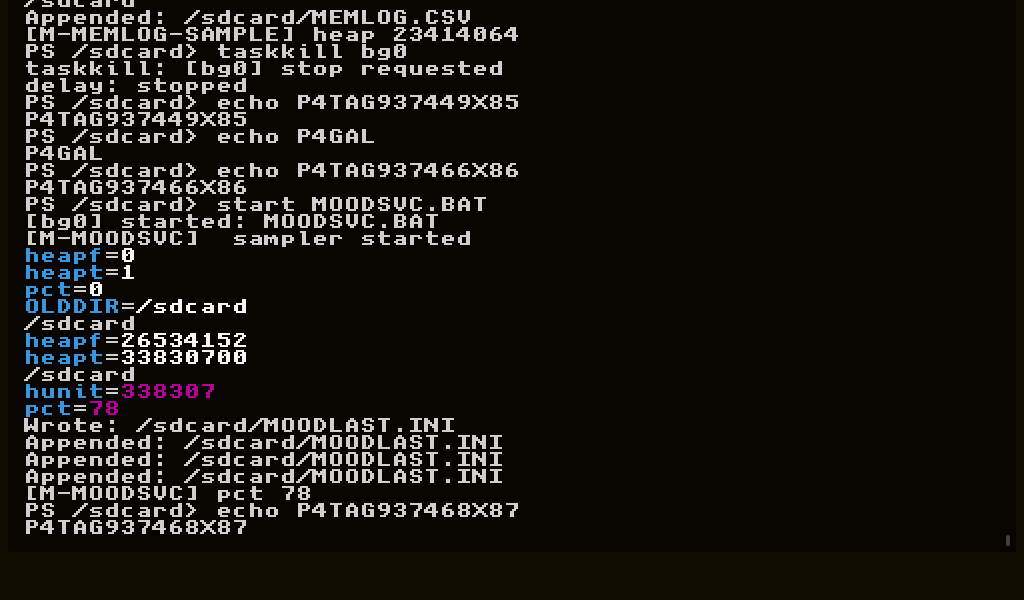 /sdcard
Appended: /sdcard/MEMLOG.CSV
[M-MEMLOG-SAMPLE] heap 23414064
PS /sdcard> taskkill bg0
taskkill: [bg0] stop requested
delay: stopped
PS /sdcard> echo P4TAG937449X85
P4TAG937449X85
PS /sdcard> echo P4GAL
P4GAL
PS /sdcard> echo P4TAG937466X86
P4TAG937466X86
PS /sdcard> start MOODSVC.BAT
[bg0] started: MOODSVC.BAT
[M-MOODSVC]  sampler started
heapf=0
heapt=1
pct=0
OLDDIR=/sdcard
/sdcard
heapf=26534152
heapt=33830700
/sdcard
hunit=338307
pct=78
Wrote: /sdcard/MOODLAST.INI
Appended: /sdcard/MOODLAST.INI
Appended: /sdcard/MOODLAST.INI
Appended: /sdcard/MOODLAST.INI
[M-MOODSVC] pct 78
PS /sdcard> echo P4TAG937468X87
P4TAG937468X87